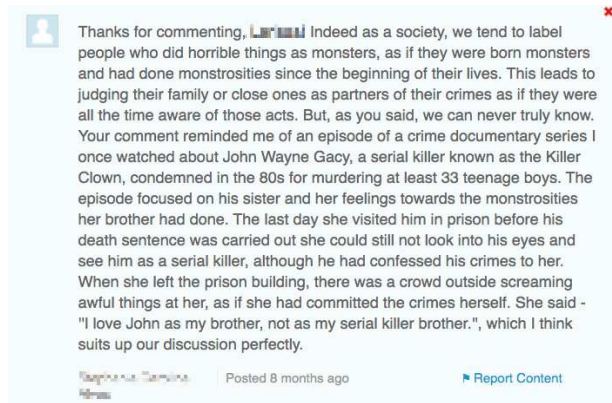 Thanks for commenting, Indeed as a society, we tend to label
people who did horrible things as monsters, as if they were born monsters
and had done monstrosities since the beginning of their lives. This leads to
judging their family or close ones as partners of their crimes as if they were
all the time aware of those acts. But, as you said, we can never truly know.
Your comment reminded me of an episode of a crime documentary series I
once watched about John Wayne Gacy, a serial killer known as the Killer
Clown, condemned in the 80s for murdering at least 33 teenage boys. The
episode focused on his sister and her feelings towards the monstrosities
her brother had done. The last day she visited him in prison before his
death sentence was carried out she could still not look into his eyes and
see him as a serial killer, although he had confessed his crimes to her.
When she left the prison building, there was a crowd outside screaming
awful things at her, as if she had committed the crimes herself. She said -
"I love John as my brother, not as my serial killer brother.", which I think
suits up our discussion perfectly.
Posted 8 months ago Report Content